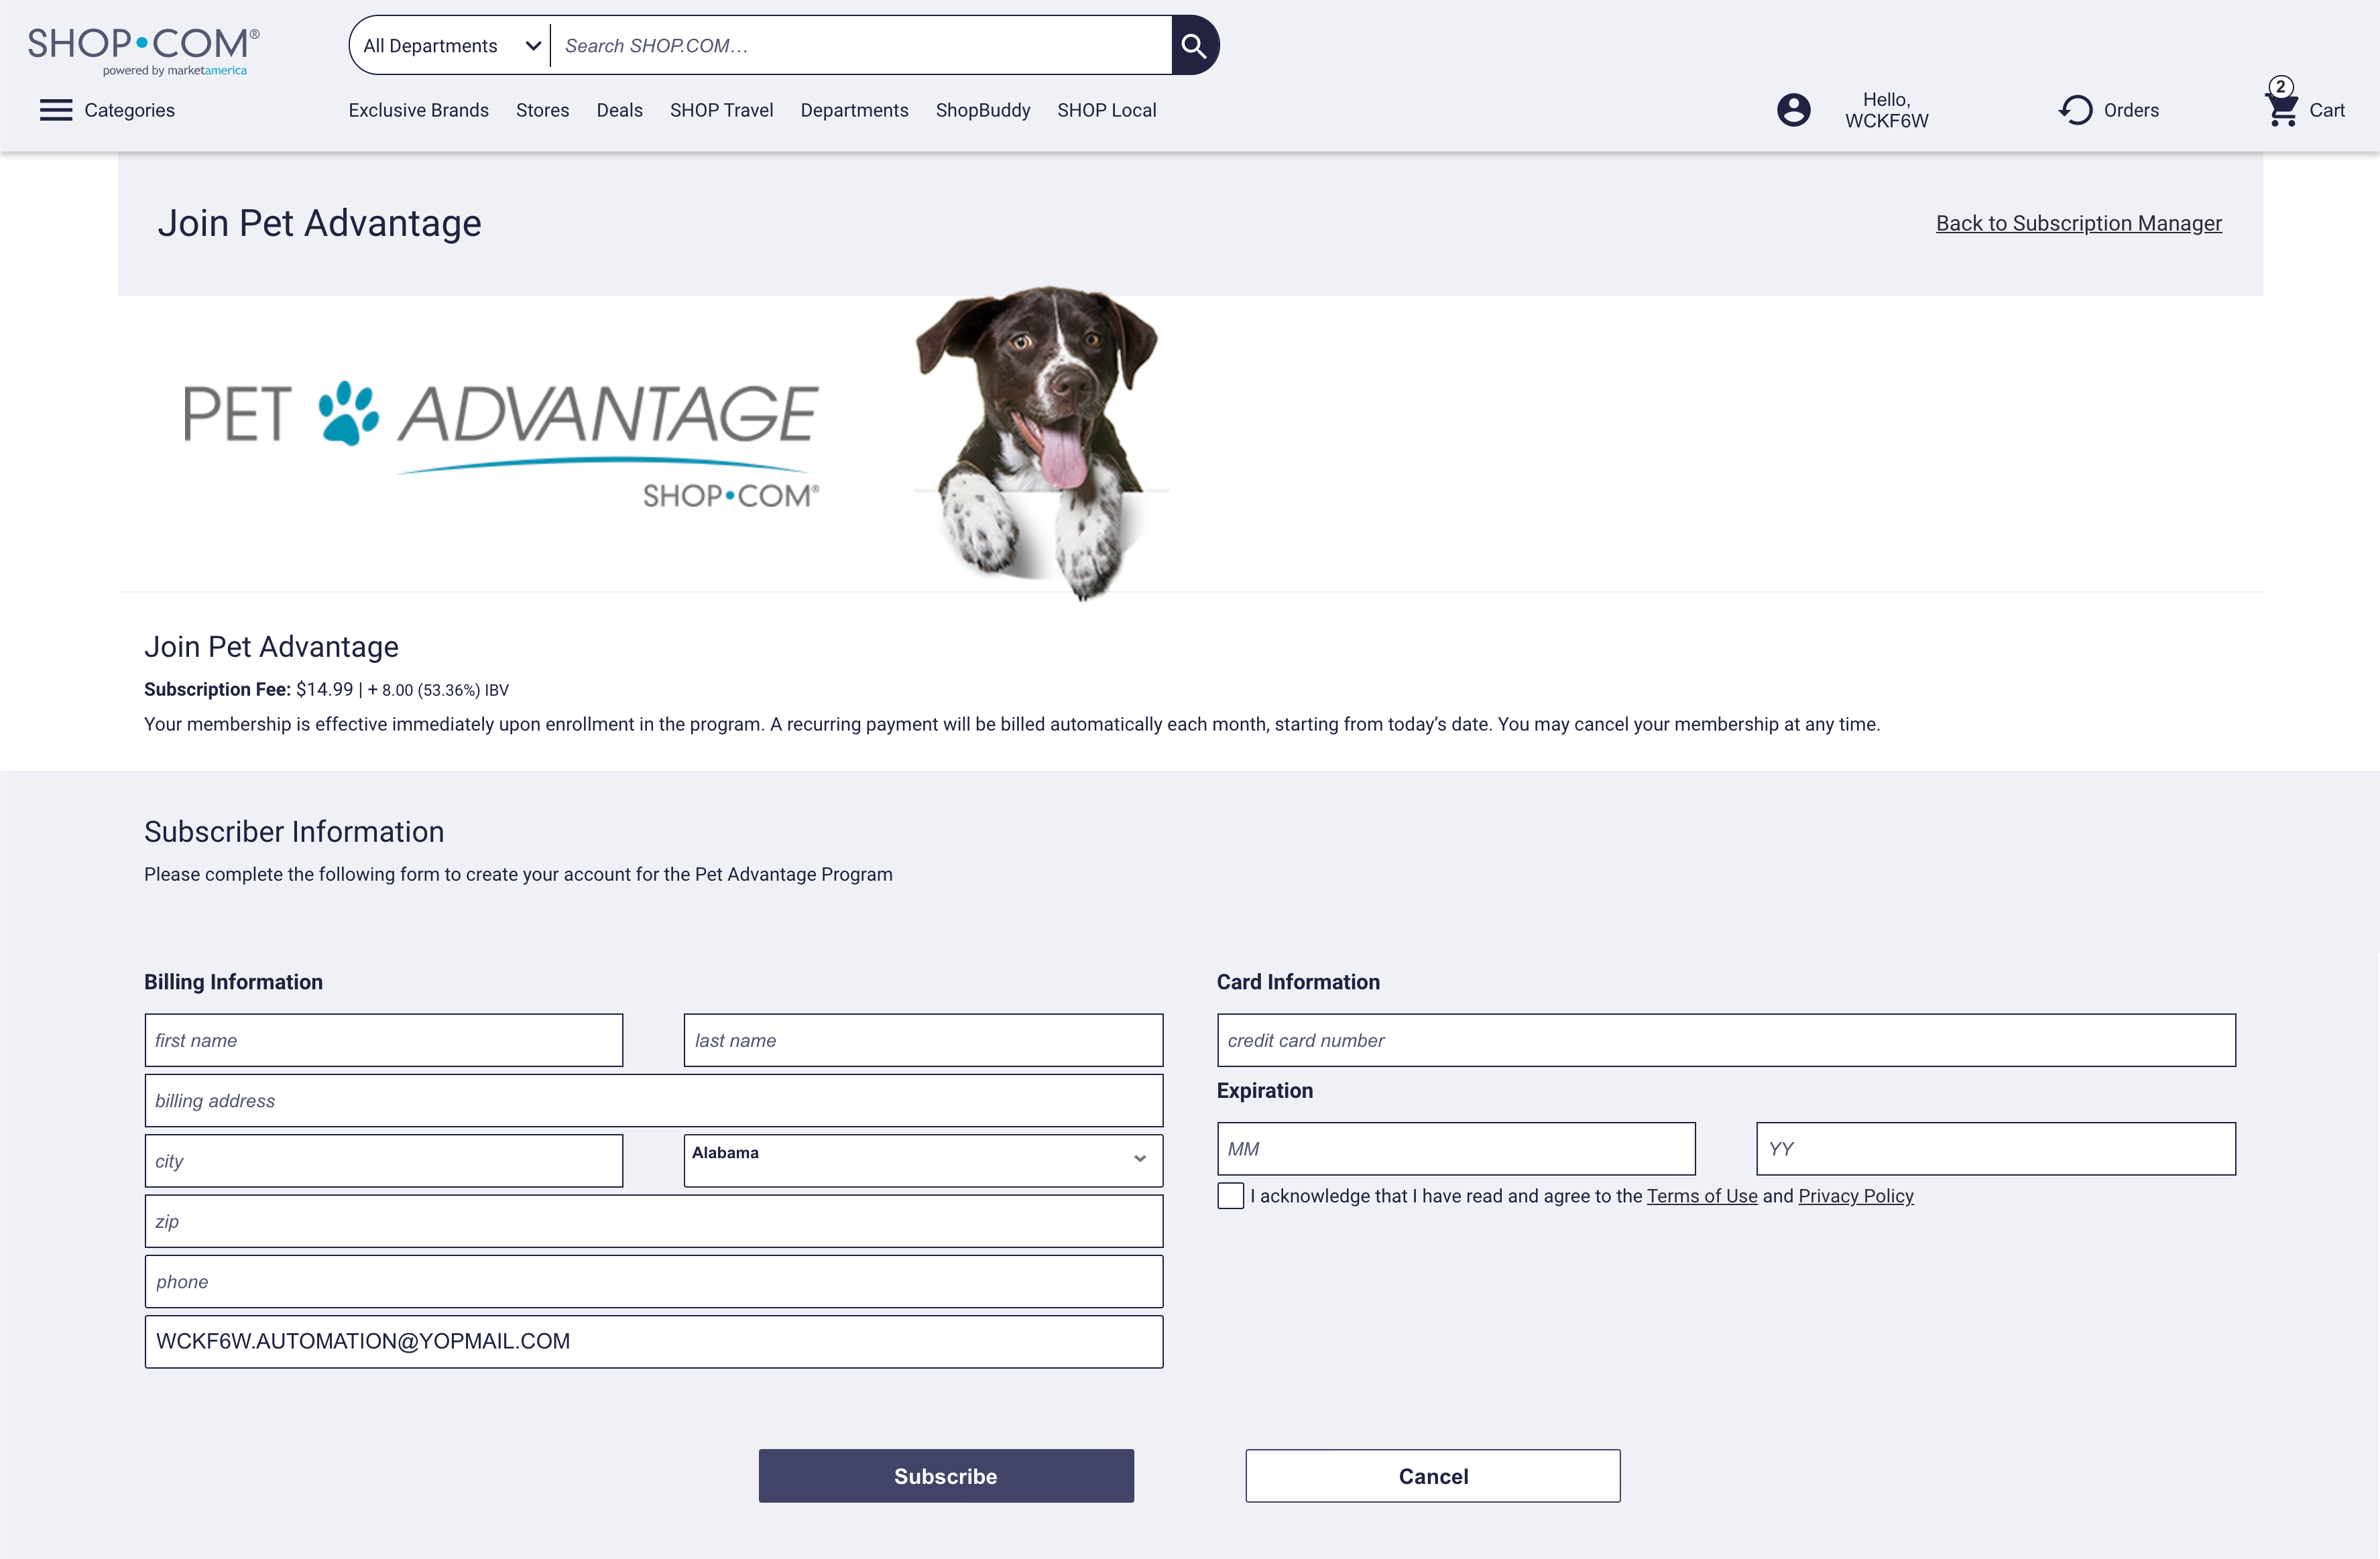 SHOP•COM®
powered by marketamerica
All Departments
Search SHOP.COM...
Categories
Exclusive Brands
Stores
Deals
SHOP Travel
Departments
ShopBuddy
SHOP Local
Hello,
WCKF6W
Orders
2
Cart
Join Pet Advantage
Back to Subscription Manager
PET ADVANTAGE
SHOP•COM®
Join Pet Advantage
Subscription Fee: $14.99 | + 8.00 (53.36%) IBV
Your membership is effective immediately upon enrollment in the program. A recurring payment will be billed automatically each month, starting from today’s date. You may cancel your membership at any time.
Subscriber Information
Please complete the following form to create your account for the Pet Advantage Program
Billing Information
first name
last name
billing address
city
Alabama
zip
phone
WCKF6W.AUTOMATION@YOPMAIL.COM
Card Information
credit card number
Expiration
MM
YY
I acknowledge that I have read and agree to the Terms of Use and Privacy Policy
Subscribe
Cancel